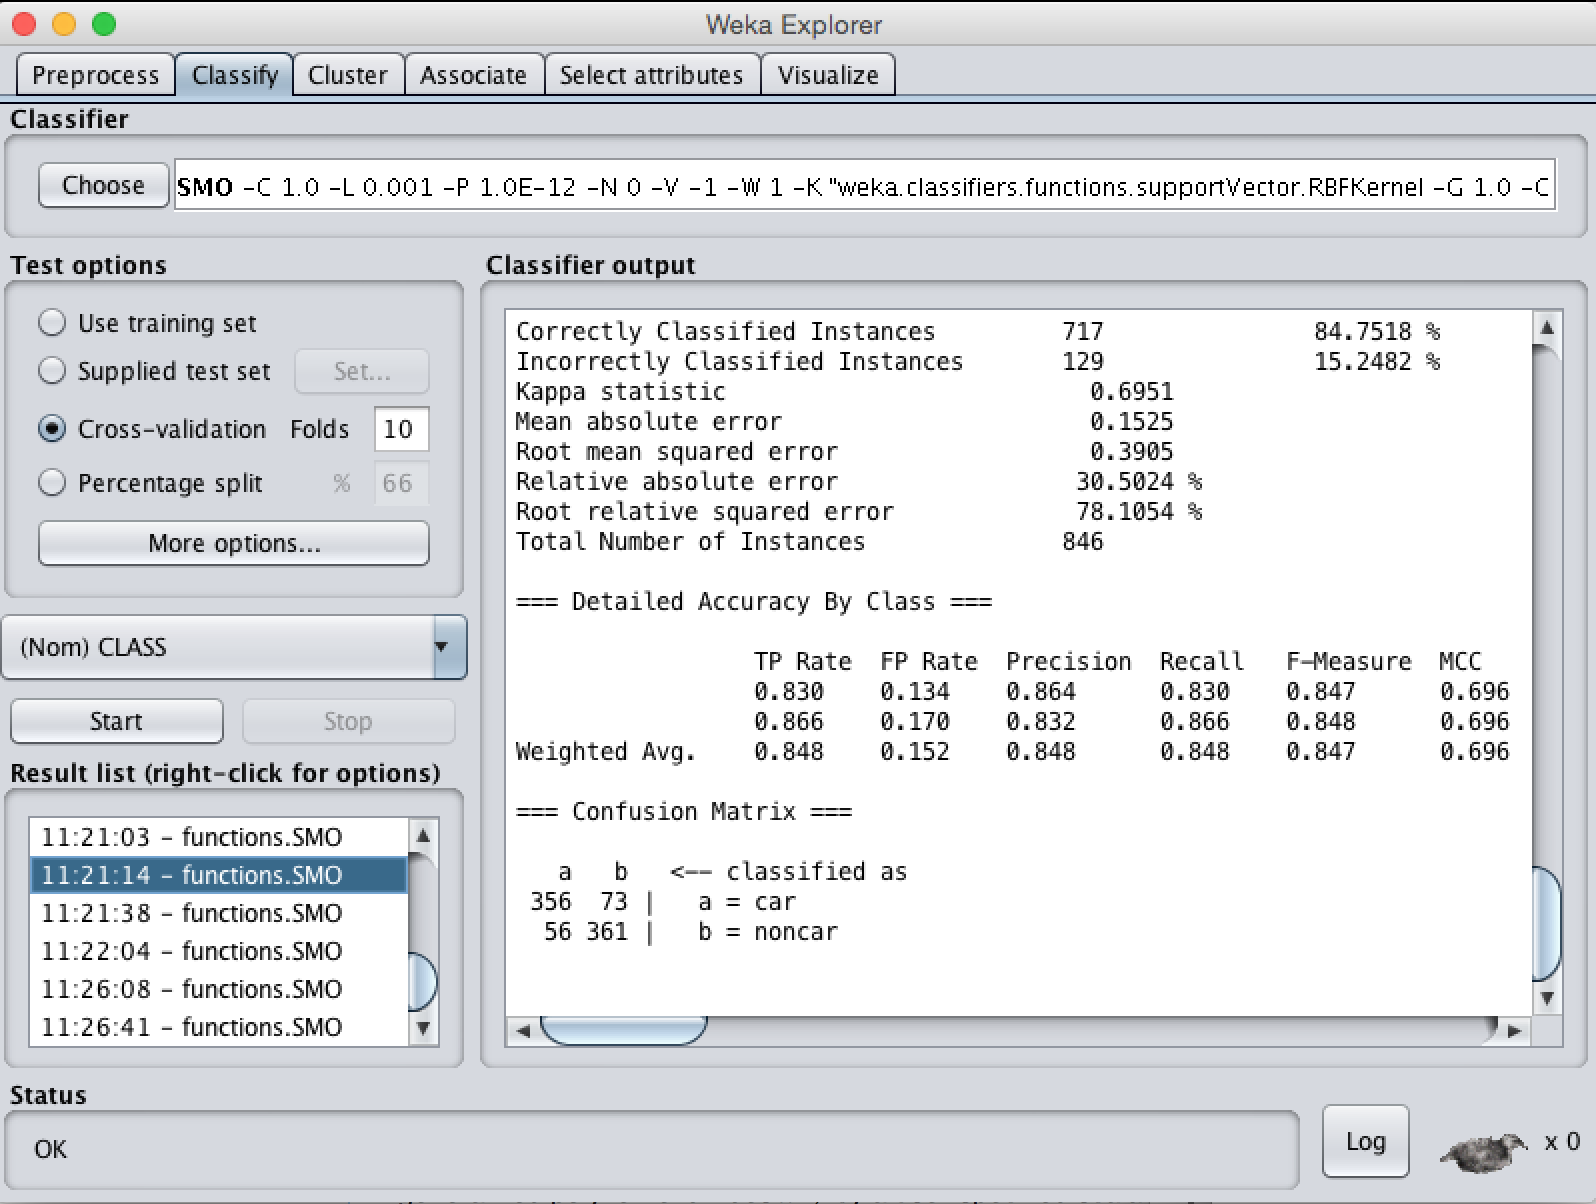 Weka Explorer
Preprocess Classify Cluster Associate Select attributes Visualize
Classifier
Choose SMO -C 1.0 -L 0.001 -P 1.0E-12 -N 0 -V -1 -W 1 -K "weka.classifiers.functions.supportVector.RBFKernel -G 1.0 -C
Test options
Use training set
Supplied test set Set...
Cross-validation Folds 10
Percentage split % 66
More options...
(Nom) CLASS
Start Stop
Result list (right-click for options)
11:21:03 - functions.SMO
11:21:14 - functions.SMO
11:21:38 - functions.SMO
11:22:04 - functions.SMO
11:26:08 - functions.SMO
11:26:41 - functions.SMO
Classifier output
Correctly Classified Instances 717 84.7518 %
Incorrectly Classified Instances 129 15.2482 %
Kappa statistic 0.6951
Mean absolute error 0.1525
Root mean squared error 0.3905
Relative absolute error 30.5024 %
Root relative squared error 78.1054 %
Total Number of Instances 846
=== Detailed Accuracy By Class ===
TP Rate FP Rate Precision Recall F-Measure MCC
0.830 0.134 0.864 0.830 0.847 0.696
0.866 0.170 0.832 0.866 0.848 0.696
Weighted Avg. 0.848 0.152 0.848 0.848 0.847 0.696
=== Confusion Matrix ===
a b <-- classified as
356 73 | a = car
56 361 | b = noncar
Status
OK
Log x 0